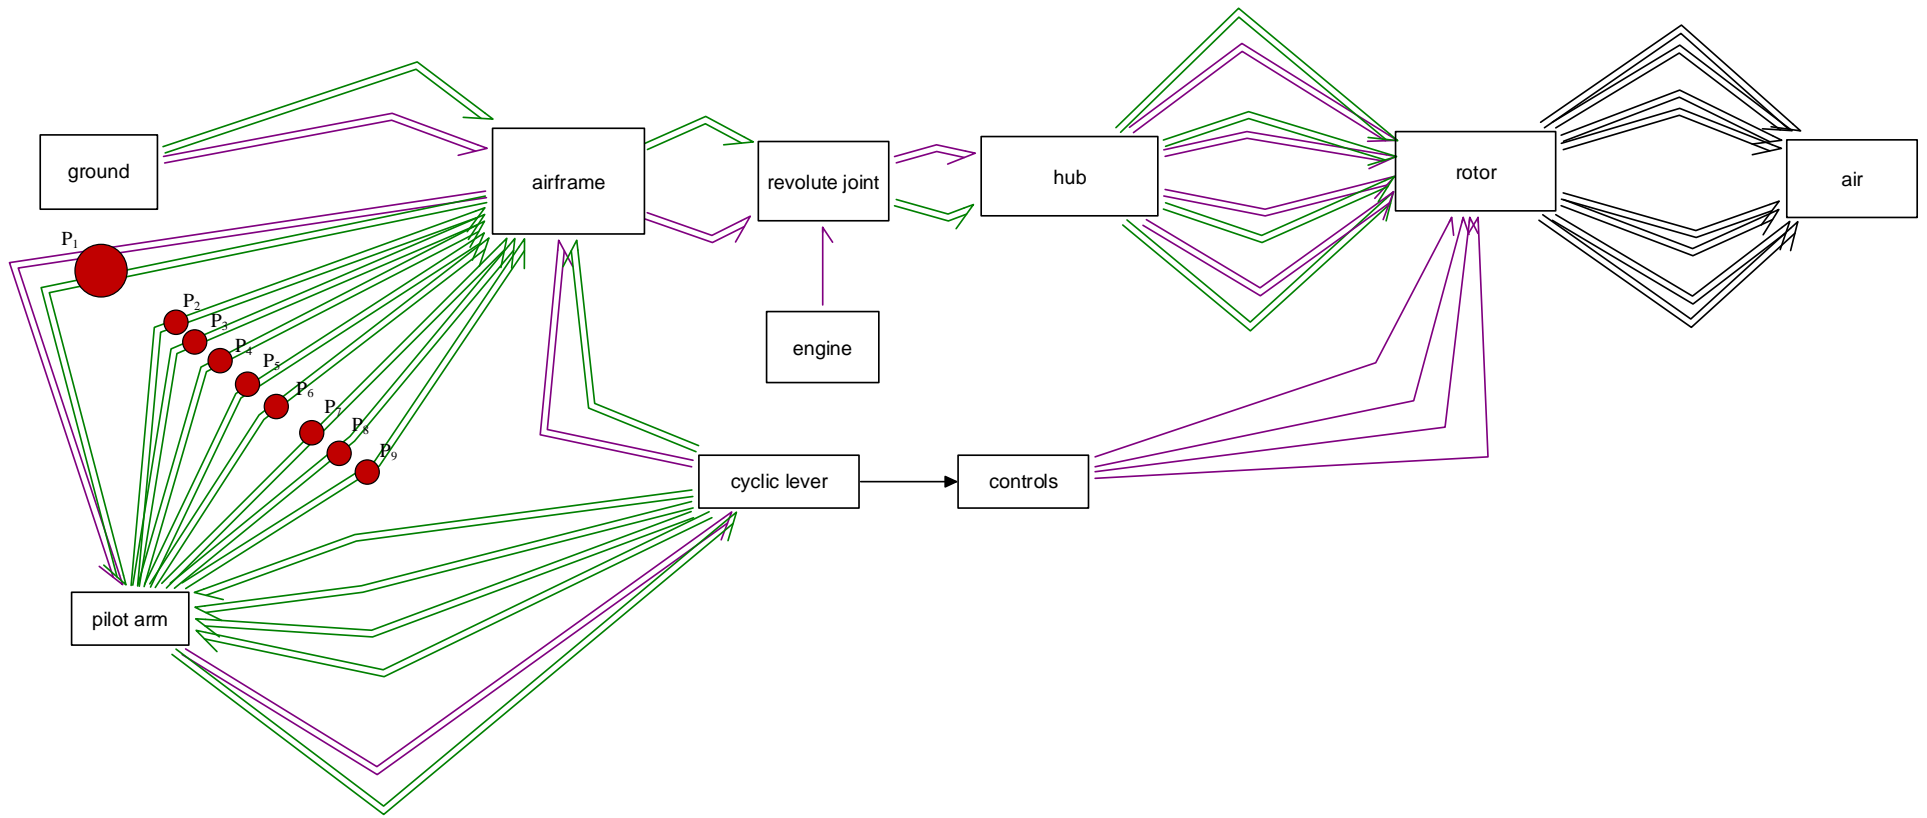 ground
airframe
revolute joint
hub
rotor
air
P₁
P₂
P₃
P₄
P₅
P₆
P₇
P₈
P₉
engine
cyclic lever
controls
pilot arm